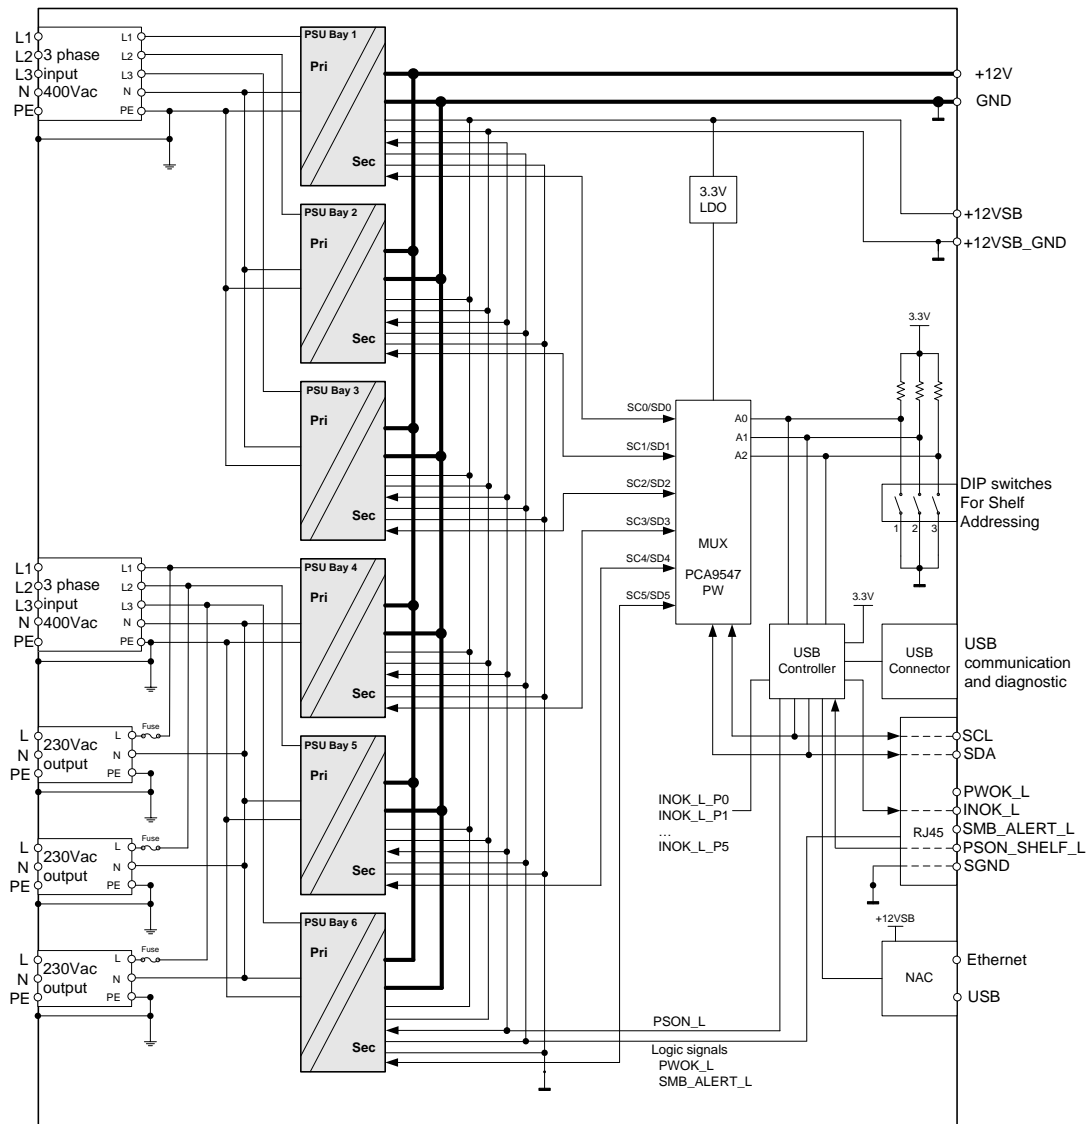 L1
L2
L3
N
PE
3 phase
input
400Vac
L1
L2
L3
N
PE
PSU Bay 1
Pri
Sec
+12V
GND
3.3V
LDO
+12VSB
+12VSB_GND
PSU Bay 2
Pri
Sec
3.3V
PSU Bay 3
Pri
Sec
SC0/SD0
SC1/SD1
SC2/SD2
SC3/SD3
SC4/SD4
SC5/SD5
MUX
PCA9547
PW
A0
A1
A2
1
2
3
DIP switches
For Shelf
Addressing
L1
L2
L3
N
PE
3 phase
input
400Vac
L1
L2
L3
N
PE
PSU Bay 4
Pri
Sec
3.3V
USB
Controller
USB
Connector
USB
communication
and diagnostic
L
N
PE
230Vac
output
L
N
PE
Fuse
PSU Bay 5
Pri
Sec
INOK_L_P0
INOK_L_P1
...
INOK_L_P5
RJ45
SCL
SDA
PWOK_L
INOK_L
SMB_ALERT_L
PSON_SHELF_L
SGND
L
N
PE
230Vac
output
L
N
PE
Fuse
PSU Bay 6
Pri
Sec
L
N
PE
230Vac
output
L
N
PE
Fuse
+12VSB
NAC
Ethernet
USB
PSON_L
Logic signals
PWOK_L
SMB_ALERT_L